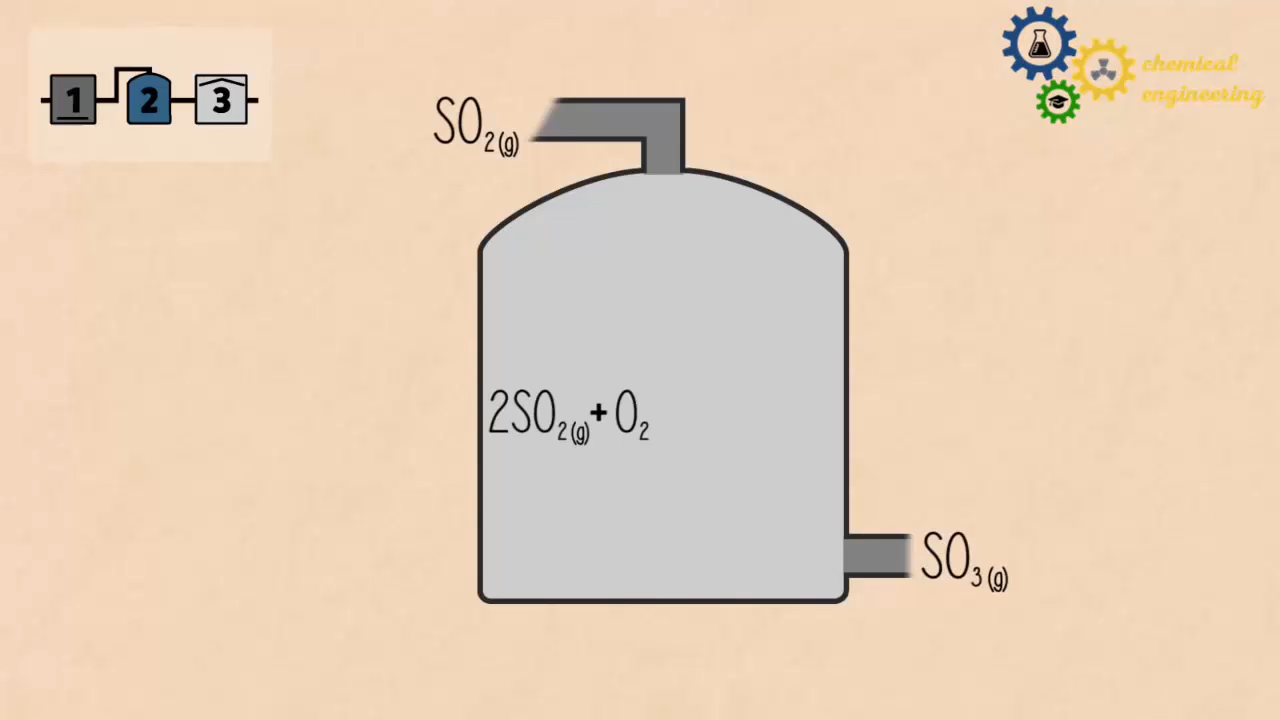 1 2 3
chemical
engineering
SO₂(g)
2SO₂(g) + O₂
SO₃(g)